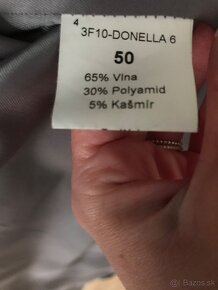 4
3F10-DONELLA 6
50
65% Vlna
30% Polyamid
5% Kašmír
Bazos.sk